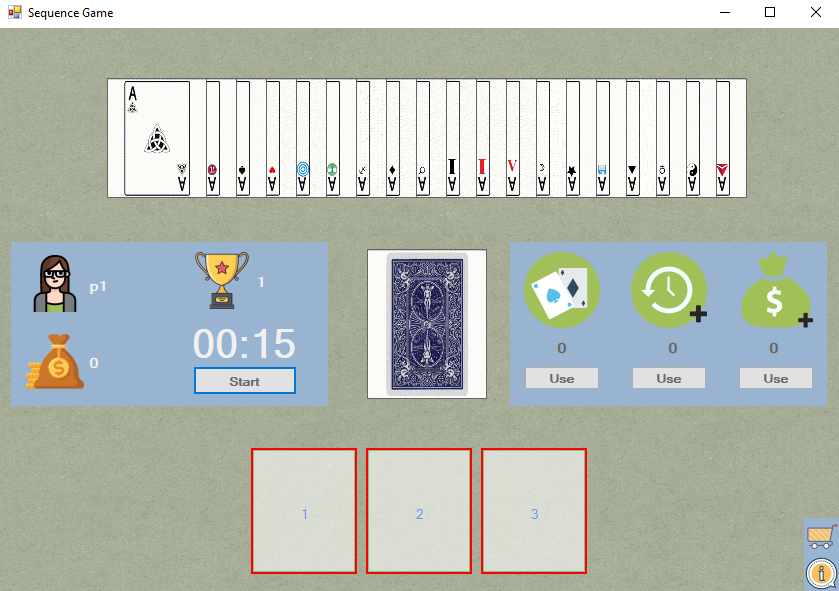 Sequence Game
A
A A A A A A A A A I A I A V A A A A A A A A
p1
1
00:15
0
Start
0 0 0
Use Use Use
1 2 3